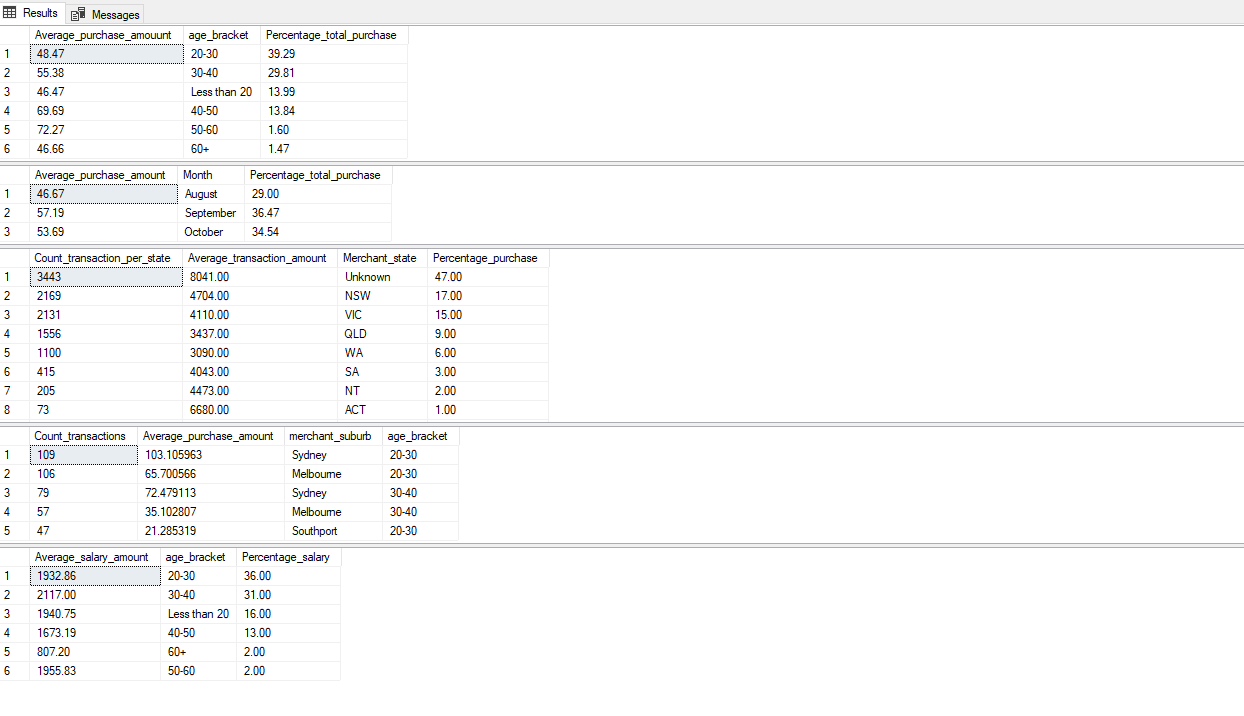 Results Messages
Average_purchase_amouunt age_bracket Percentage_total_purchase
1 48.47 20-30 39.29
2 55.38 30-40 29.81
3 46.47 Less than 20 13.99
4 69.69 40-50 13.84
5 72.27 50-60 1.60
6 46.66 60+ 1.47
Average_purchase_amount Month Percentage_total_purchase
1 46.67 August 29.00
2 57.19 September 36.47
3 53.69 October 34.54
Count_transaction_per_state Average_transaction_amount Merchant_state Percentage_purchase
1 3443 8041.00 Unknown 47.00
2 2169 4704.00 NSW 17.00
3 2131 4110.00 VIC 15.00
4 1556 3437.00 QLD 9.00
5 1100 3090.00 WA 6.00
6 415 4043.00 SA 3.00
7 205 4473.00 NT 2.00
8 73 6680.00 ACT 1.00
Count_transactions Average_purchase_amount merchant_suburb age_bracket
1 109 103.105963 Sydney 20-30
2 106 65.700566 Melbourne 20-30
3 79 72.479113 Sydney 30-40
4 57 35.102807 Melbourne 30-40
5 47 21.285319 Southport 20-30
Average_salary_amount age_bracket Percentage_salary
1 1932.86 20-30 36.00
2 2117.00 30-40 31.00
3 1940.75 Less than 20 16.00
4 1673.19 40-50 13.00
5 807.20 60+ 2.00
6 1955.83 50-60 2.00